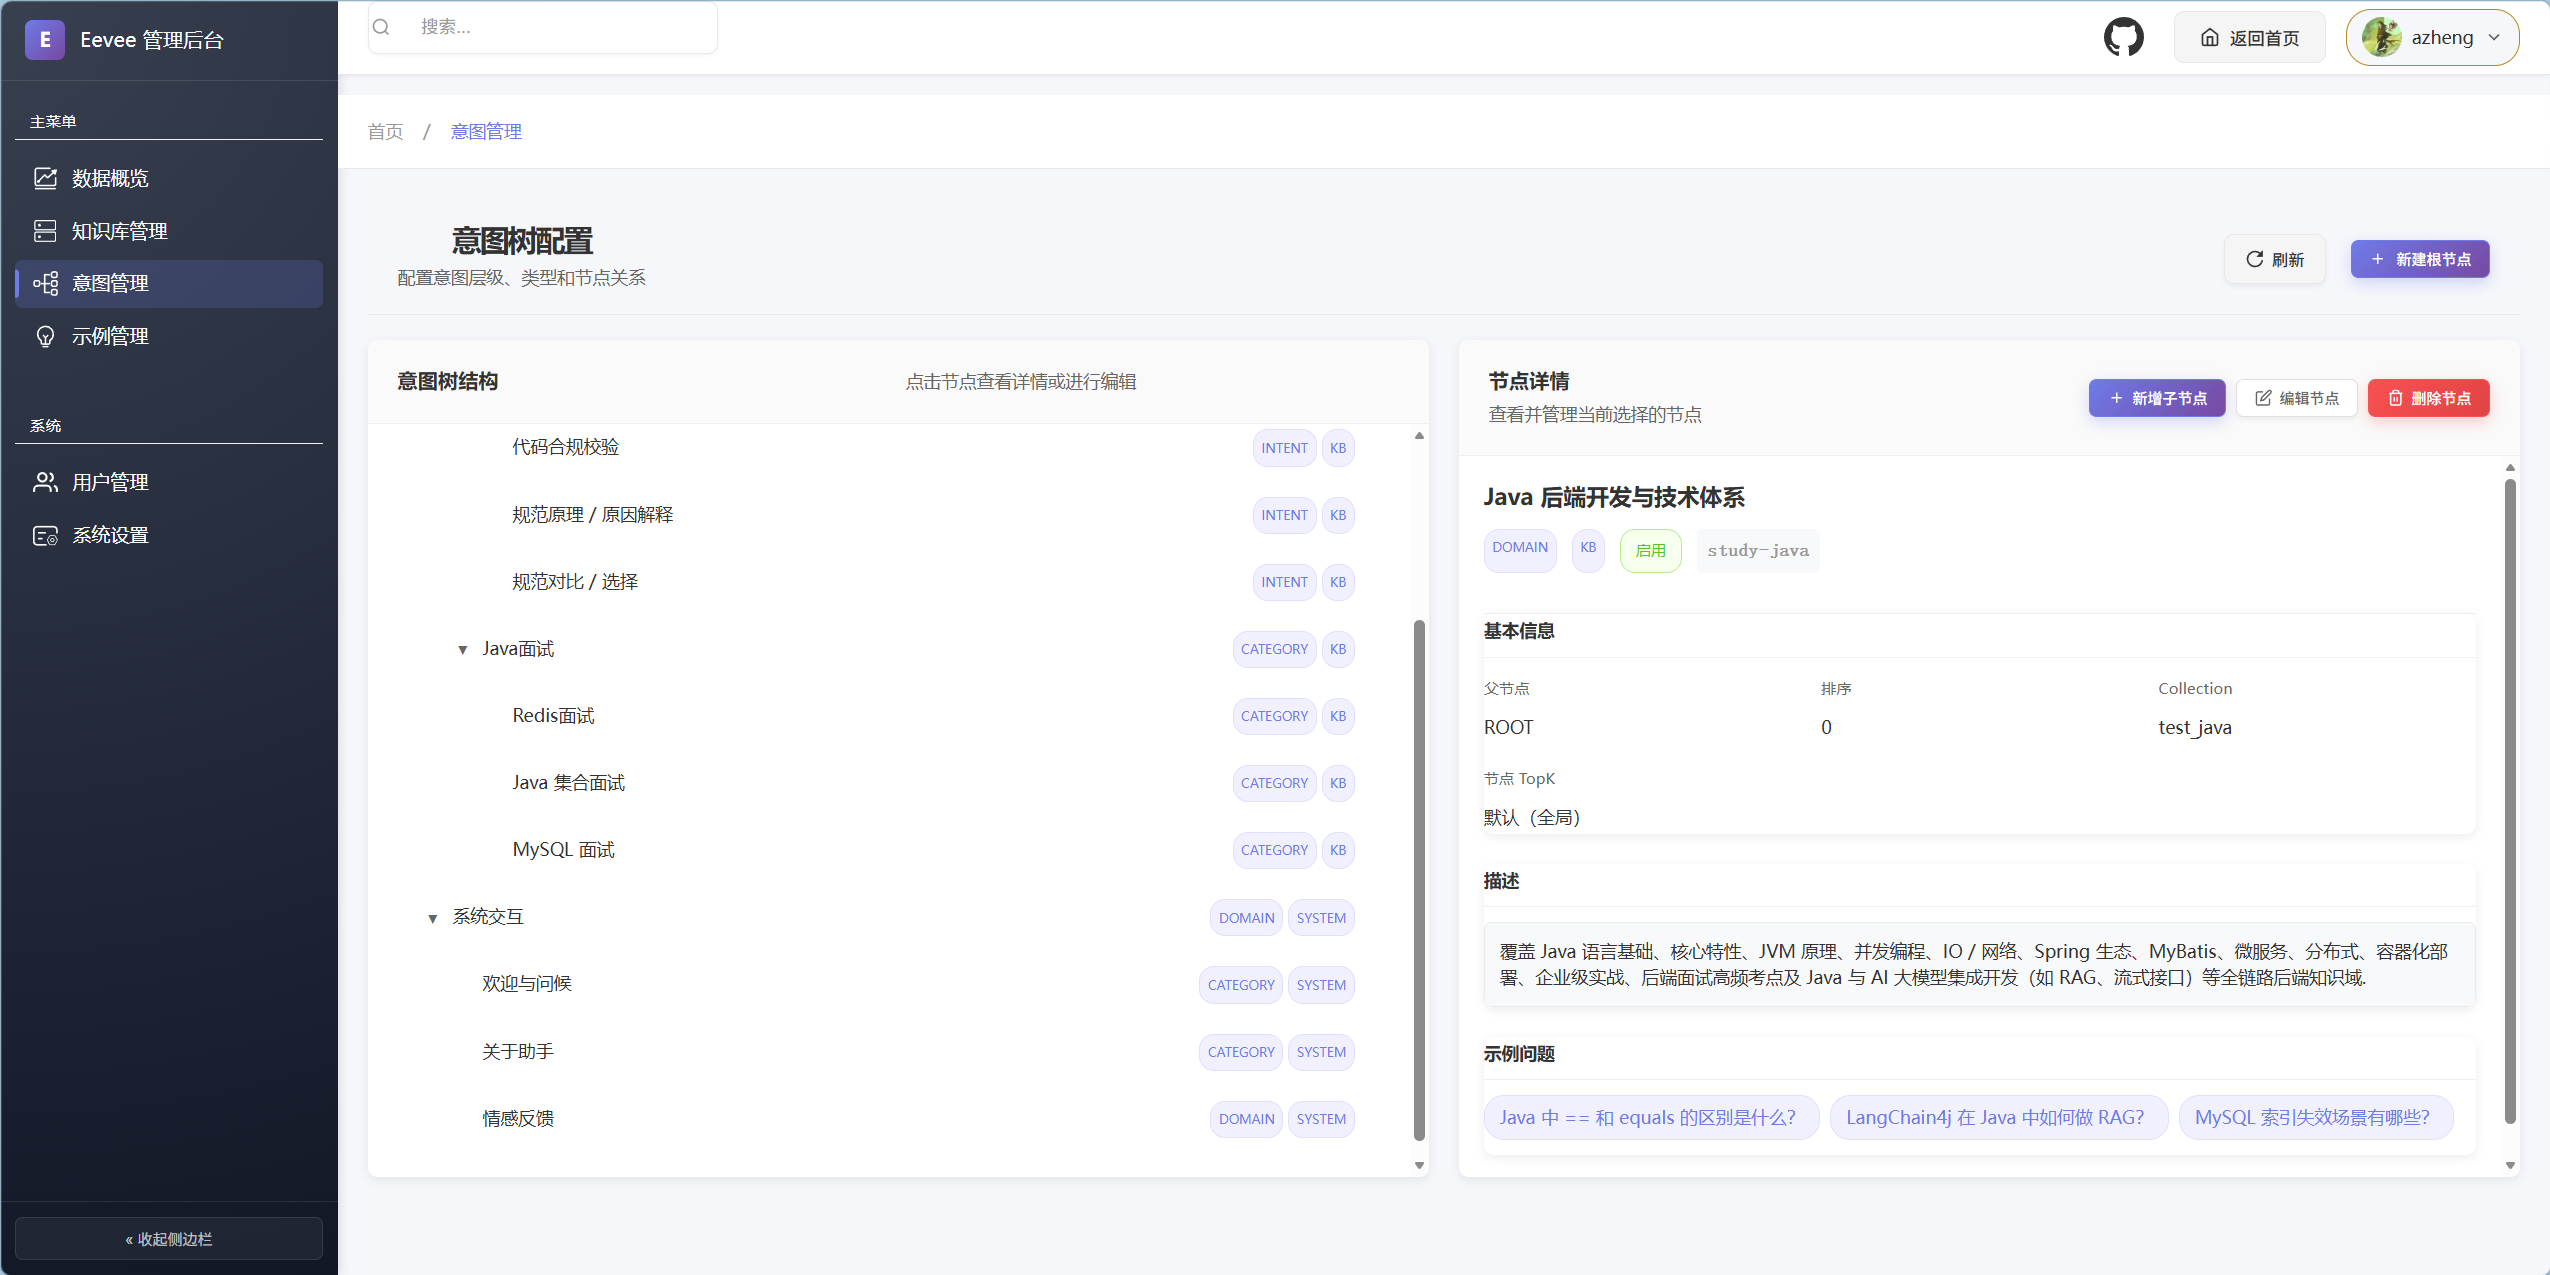 E Eevee 管理后台
主菜单
数据概览
知识库管理
意图管理
示例管理
系统
用户管理
系统设置
« 收起侧边栏
搜索...
返回首页
azheng
首页 / 意图管理
意图树配置
配置意图层级、类型和节点关系
刷新
+ 新建根节点
意图树结构 点击节点查看详情或进行编辑
代码合规校验 INTENT KB
规范原理 / 原因解释 INTENT KB
规范对比 / 选择 INTENT KB
▼ Java面试 CATEGORY KB
Redis面试 CATEGORY KB
Java 集合面试 CATEGORY KB
MySQL 面试 CATEGORY KB
▼ 系统交互 DOMAIN SYSTEM
欢迎与问候 CATEGORY SYSTEM
关于助手 CATEGORY SYSTEM
情感反馈 DOMAIN SYSTEM
节点详情
查看并管理当前选择的节点
+ 新增子节点 编辑节点 删除节点
Java 后端开发与技术体系
DOMAIN KB 启用 study-java
基本信息
父节点 排序 Collection
ROOT 0 test_java
节点 TopK
默认（全局）
描述
覆盖 Java 语言基础、核心特性、JVM 原理、并发编程、IO / 网络、Spring 生态、MyBatis、微服务、分布式、容器化部
署、企业级实战、后端面试高频考点及 Java 与 AI 大模型集成开发（如 RAG、流式接口）等全链路后端知识域.
示例问题
Java 中 == 和 equals 的区别是什么? LangChain4j 在 Java 中如何做 RAG? MySQL 索引失效场景有哪些?